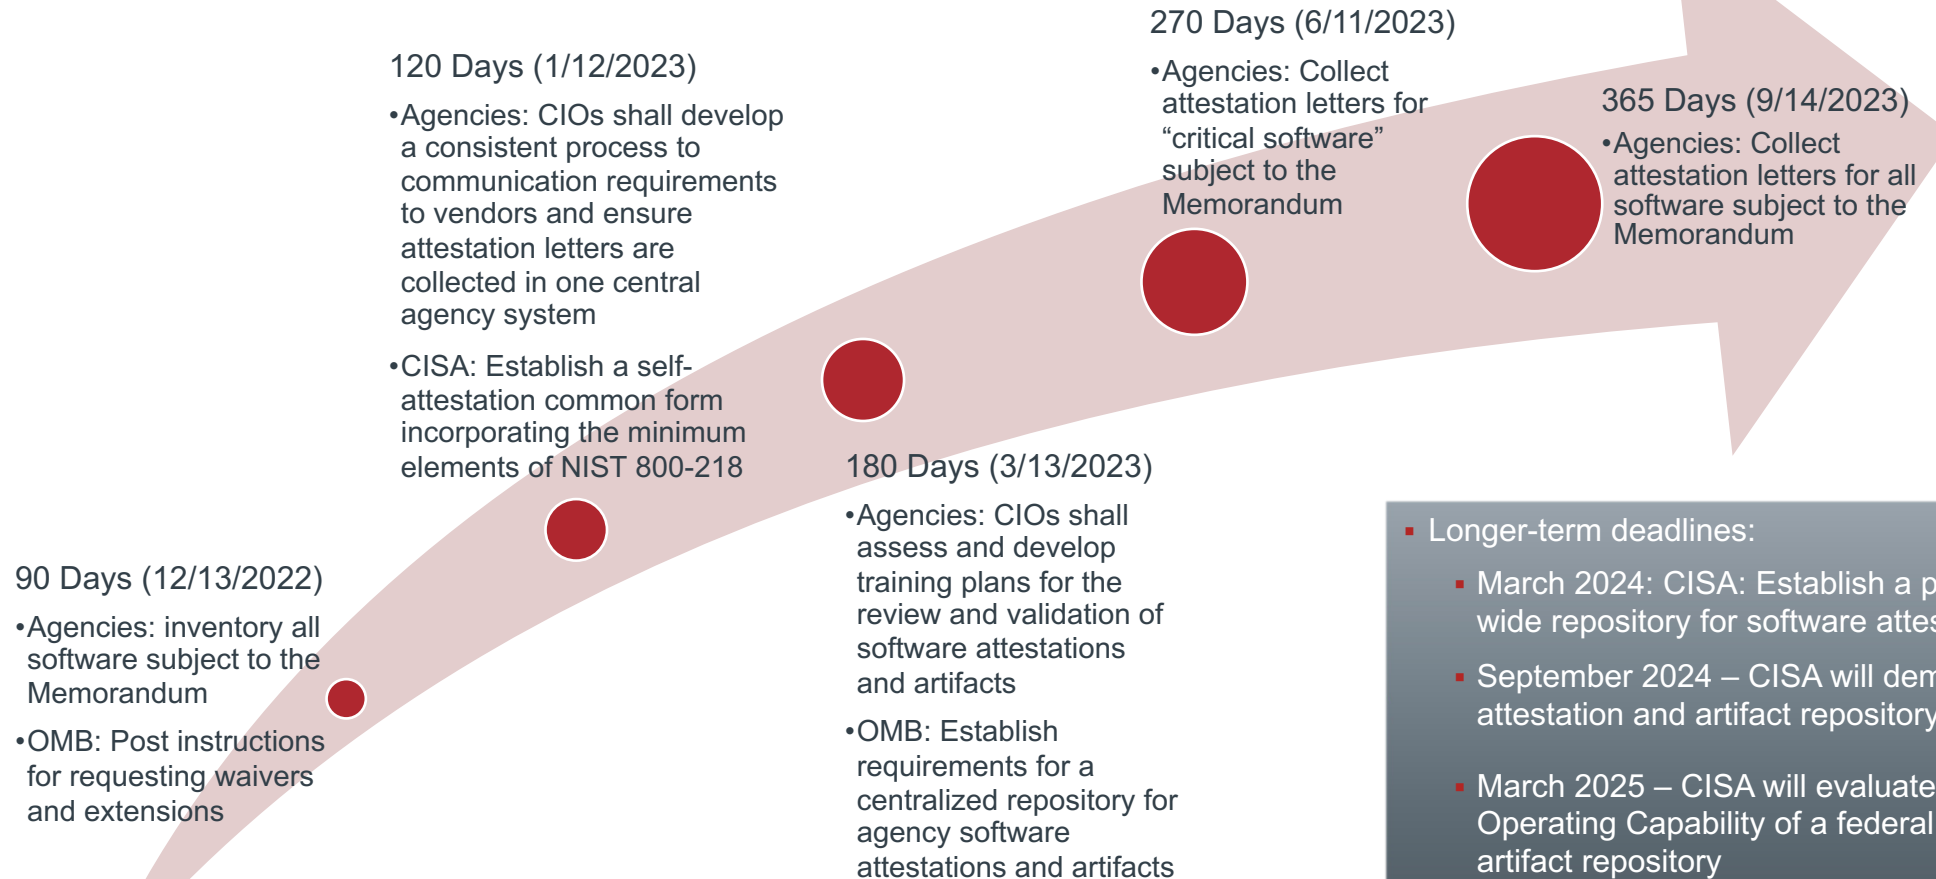 90 Days (12/13/2022)
•Agencies: inventory all
software subject to the
Memorandum
•OMB: Post instructions
for requesting waivers
and extensions
120 Days (1/12/2023)
•Agencies: CIOs shall develop
a consistent process to
communication requirements
to vendors and ensure
attestation letters are
collected in one central
agency system
•CISA: Establish a self-
attestation common form
incorporating the minimum
elements of NIST 800-218
180 Days (3/13/2023)
•Agencies: CIOs shall
assess and develop
training plans for the
review and validation of
software attestations
and artifacts
•OMB: Establish
requirements for a
centralized repository for
agency software
attestations and artifacts
270 Days (6/11/2023)
•Agencies: Collect
attestation letters for
“critical software”
subject to the
Memorandum
365 Days (9/14/2023)
•Agencies: Collect
attestation letters for all
software subject to the
Memorandum
▪ Longer-term deadlines:
▪ March 2024: CISA: Establish a
wide repository for software
▪ September 2024 – CISA will
attestation and artifact repository
▪ March 2025 – CISA will evaluate
Operating Capability of a federal
artifact repository